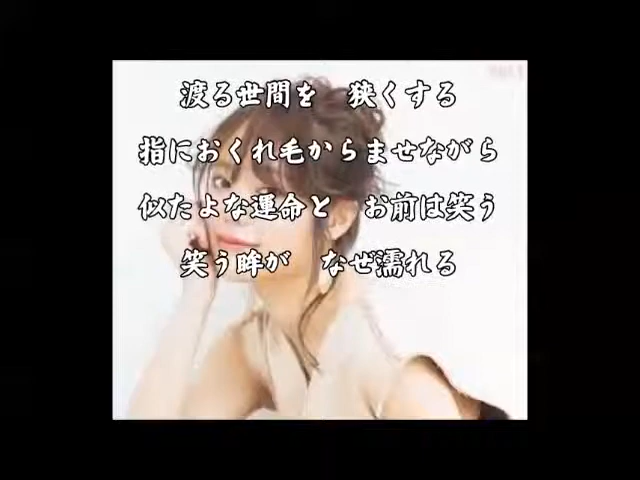 渡る世間を　狭くする
指におくれ毛からませながら
似たよな運命と　お前は笑う
笑う眸が　なぜ濡れる